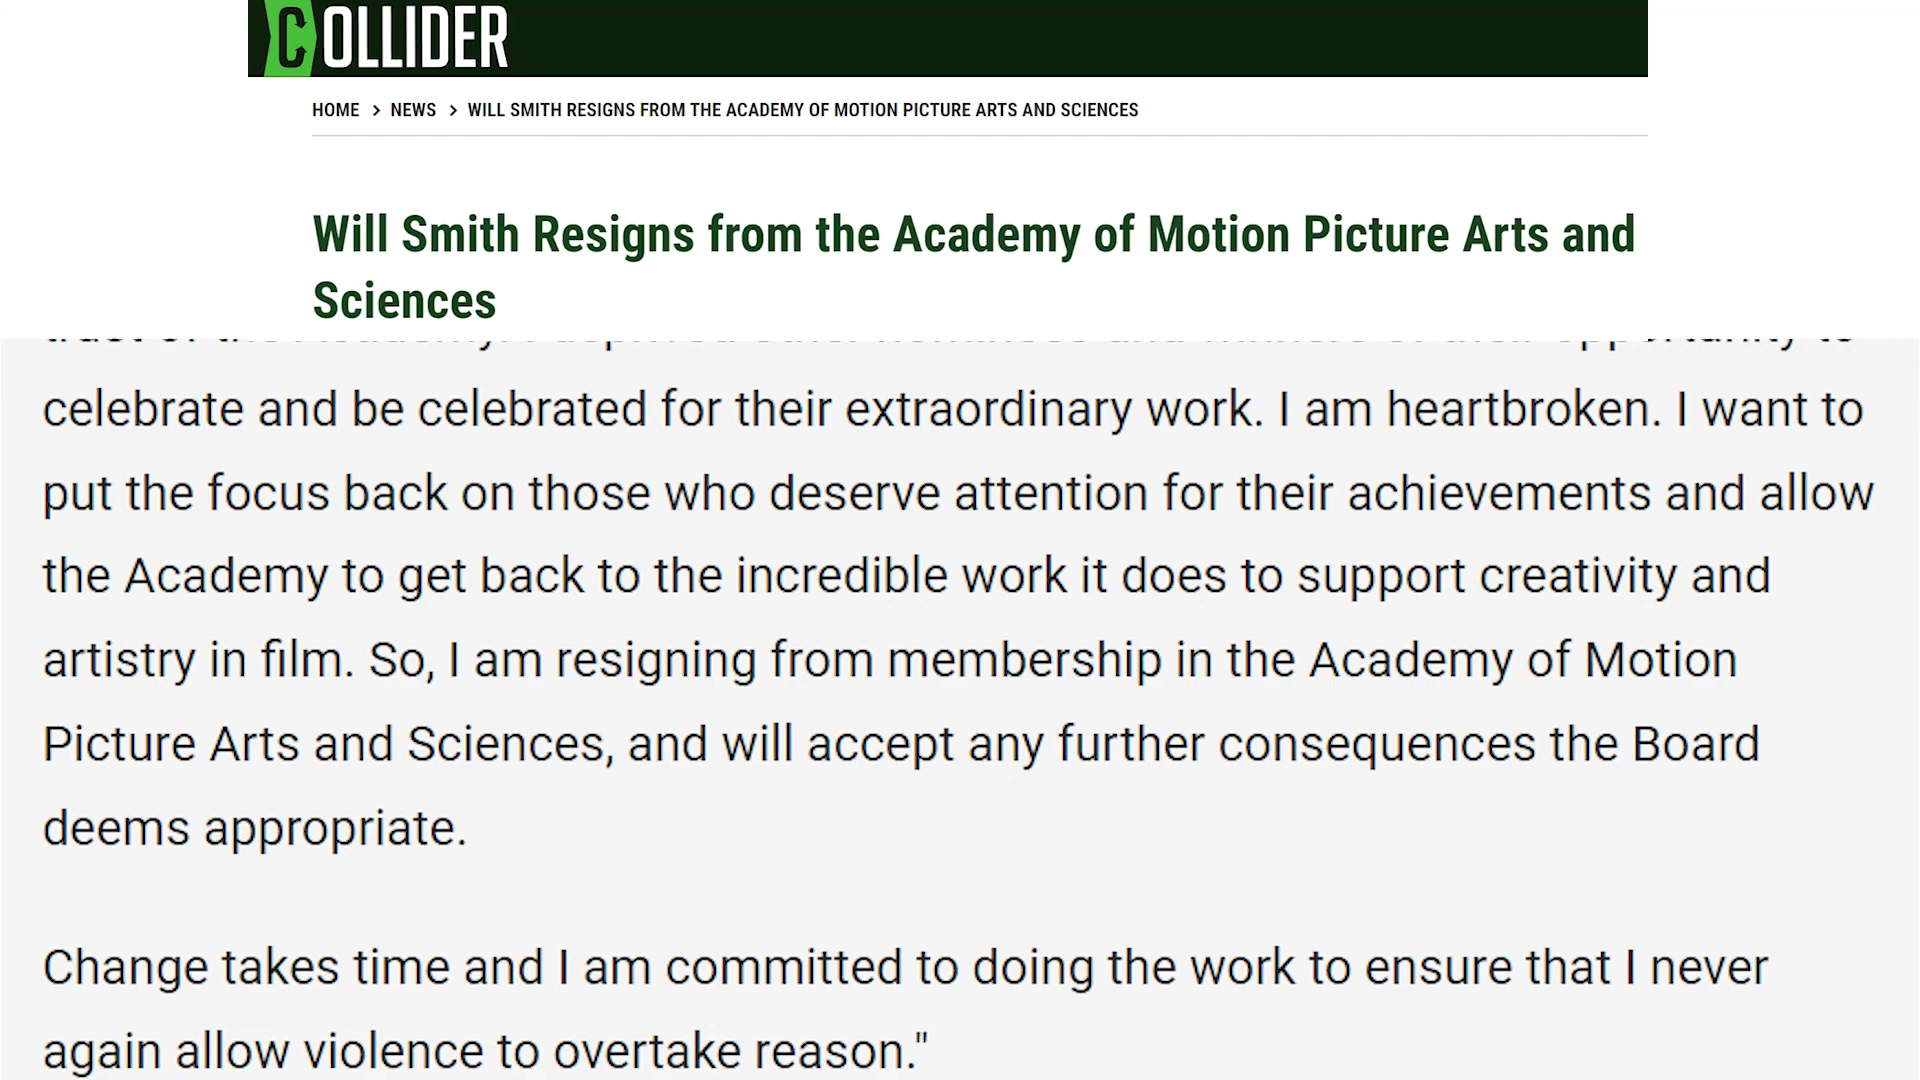 COLLIDER
HOME > NEWS > WILL SMITH RESIGNS FROM THE ACADEMY OF MOTION PICTURE ARTS AND SCIENCES
Will Smith Resigns from the Academy of Motion Picture Arts and
Sciences
celebrate and be celebrated for their extraordinary work. I am heartbroken. I want to
put the focus back on those who deserve attention for their achievements and allow
the Academy to get back to the incredible work it does to support creativity and
artistry in film. So, I am resigning from membership in the Academy of Motion
Picture Arts and Sciences, and will accept any further consequences the Board
deems appropriate.
Change takes time and I am committed to doing the work to ensure that I never
again allow violence to overtake reason."